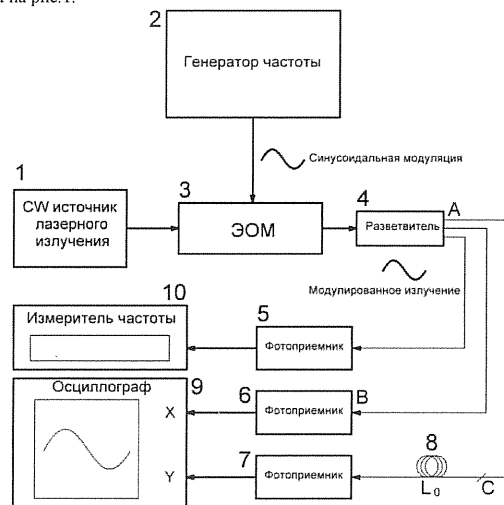 на рис.1.
2
Генератор частоты
Синусоидальная модуляция
1
CW источник
лазерного
излучения
3
ЭОМ
4
Разветвитель
A
Модулированное излучение
10
Измеритель частоты
5
Фотоприемник
Осциллограф
9
X
Y
6
Фотоприемник
B
7
Фотоприемник
8
L₀
C